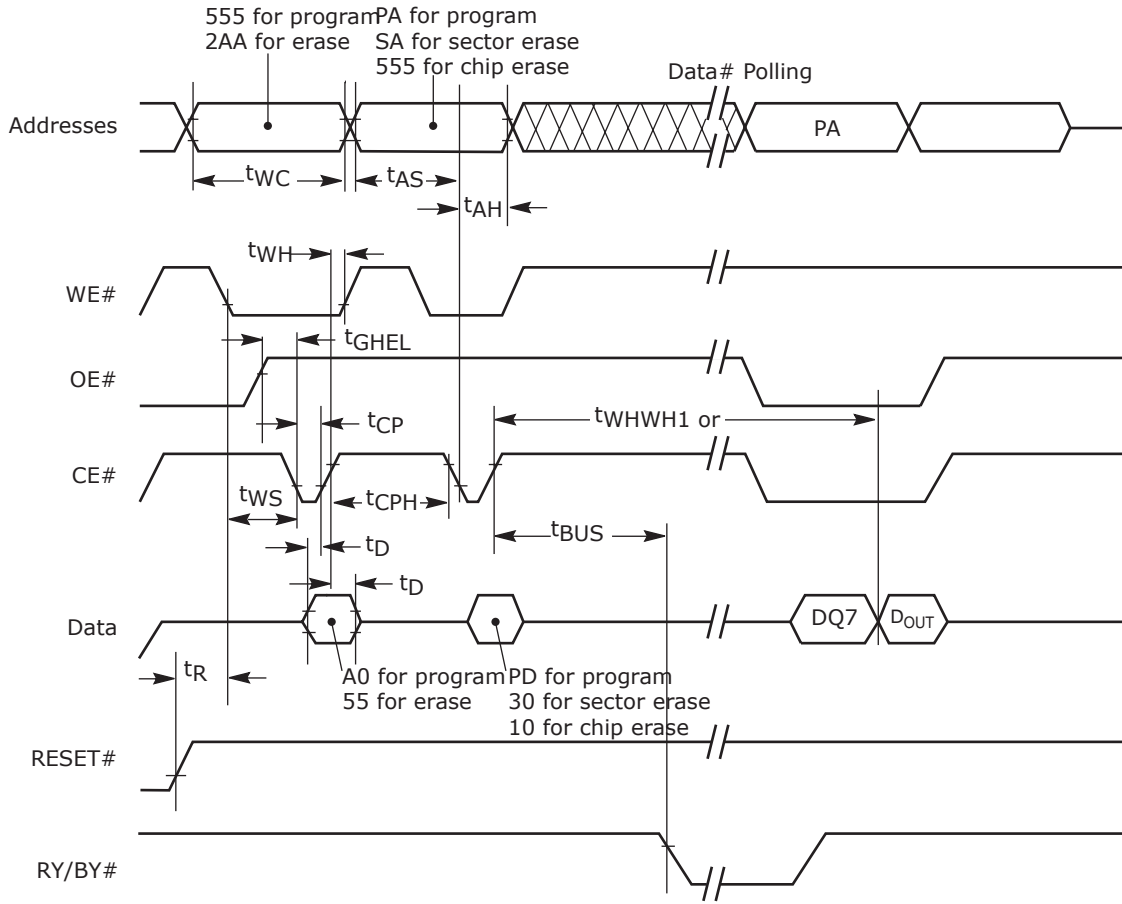 555 for program
2AA for erase
PA for program
SA for sector erase
555 for chip erase
Data# Polling
Addresses
PA
tWC
tAS
tAH
tWH
WE#
tGHEL
OE#
tWHWH1 or
tCP
CE#
tWS
tCPH
tBUS
tD
tD
Data
DQ7
DOUT
A0 for program
55 for erase
PD for program
30 for sector erase
10 for chip erase
tR
RESET#
RY/BY#